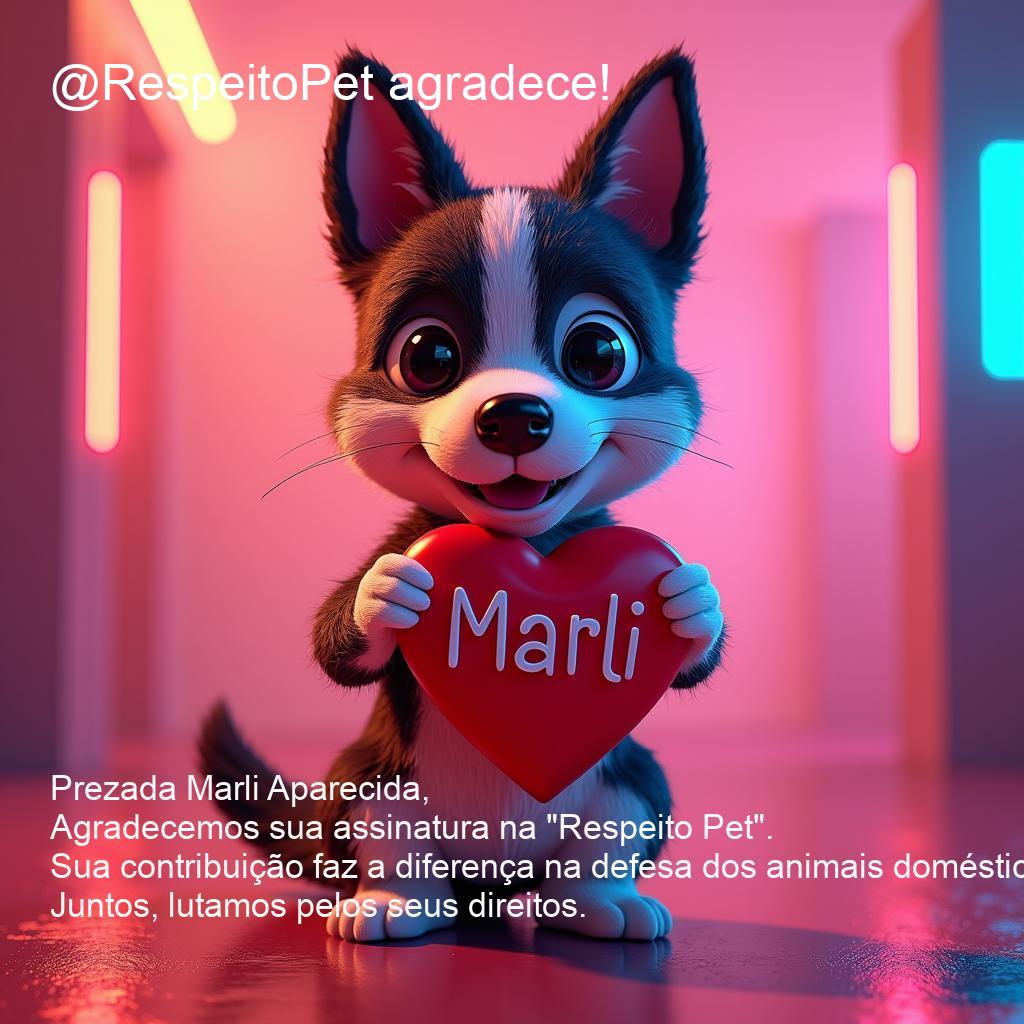 @RespeitoPet agradece!
Marli
Prezada Marli Aparecida,
Agradecemos sua assinatura na "Respeito Pet".
Sua contribuição faz a diferença na defesa dos animais doméstic
Juntos, lutamos pelos seus direitos.